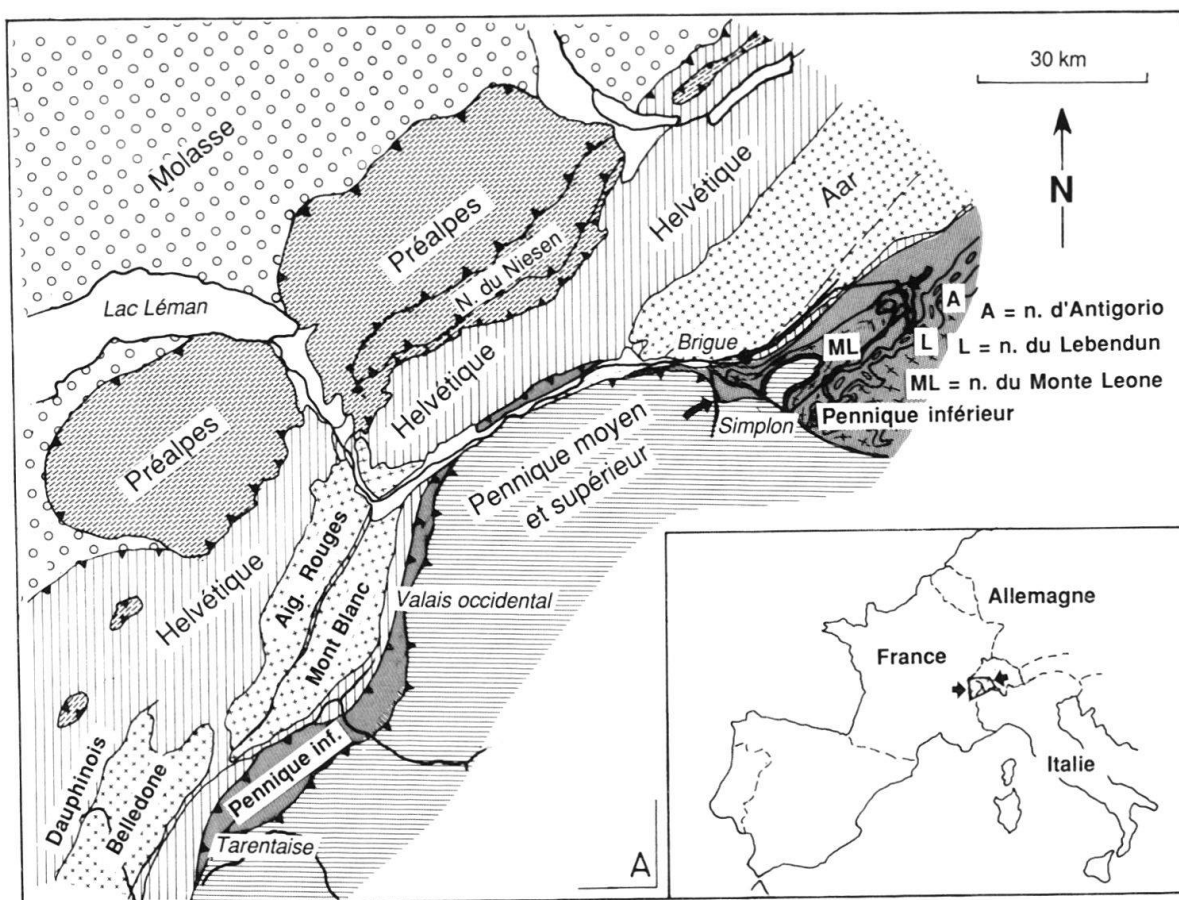 30 km
N
Molasse
Préalpes
N. du Niesen
Helvétique
Aar
Lac Léman
Brigue
A
ML
L
A = n. d'Antigorio
L = n. du Lebendun
ML = n. du Monte Leone
Pennique inférieur
Simplon
Helvétique
Préalpes
Pennique moyen
et supérieur
Helvétique
Aig. Rouges
Mont Blanc
Valais occidental
Dauphinois
Belledone
Pennique inf.
Tarentaise
A
Allemagne
France
Italie